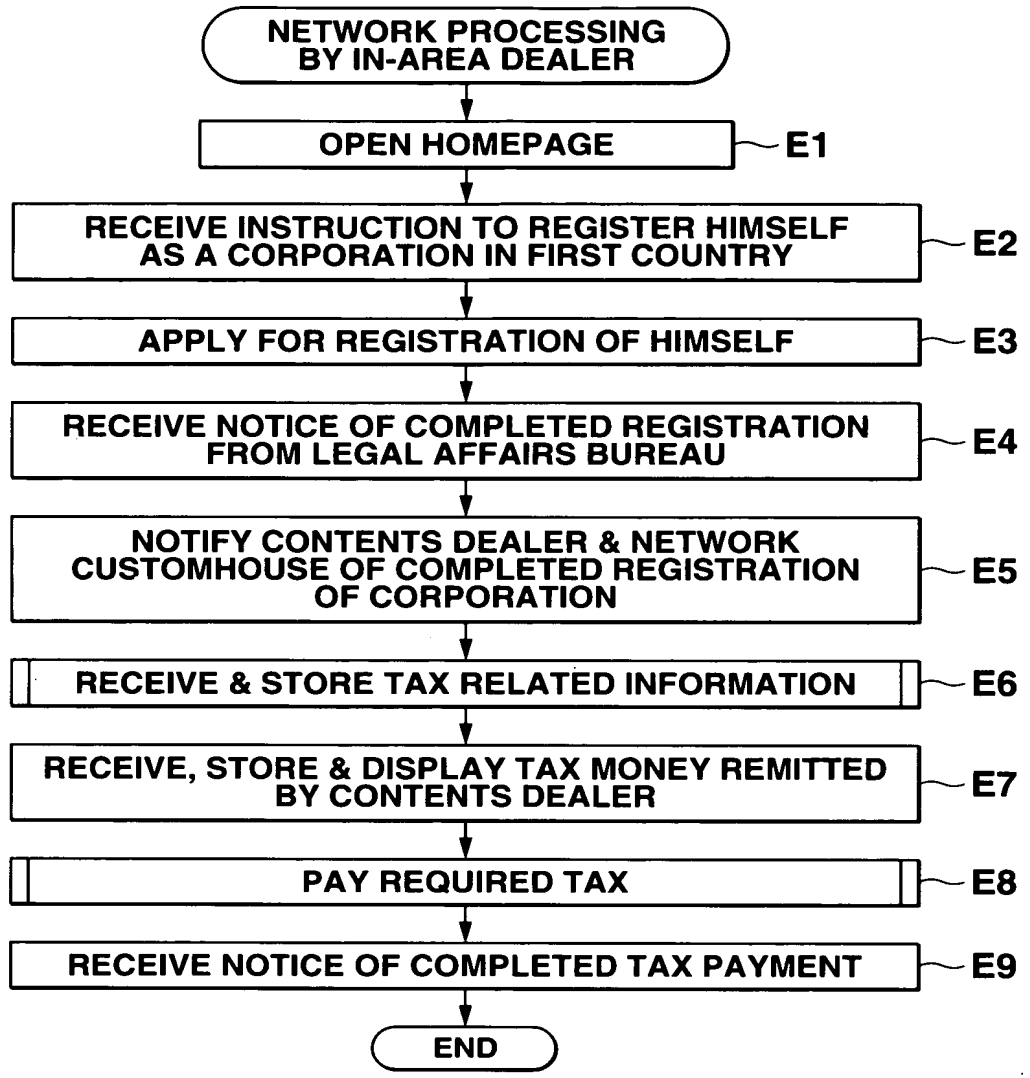 NETWORK PROCESSING
BY IN-AREA DEALER
OPEN HOMEPAGE
E1
RECEIVE INSTRUCTION TO REGISTER HIMSELF
AS A CORPORATION IN FIRST COUNTRY
E2
APPLY FOR REGISTRATION OF HIMSELF
E3
RECEIVE NOTICE OF COMPLETED REGISTRATION
FROM LEGAL AFFAIRS BUREAU
E4
NOTIFY CONTENTS DEALER & NETWORK
CUSTOMHOUSE OF COMPLETED REGISTRATION
OF CORPORATION
E5
RECEIVE & STORE TAX RELATED INFORMATION
E6
RECEIVE, STORE & DISPLAY TAX MONEY REMITTED
BY CONTENTS DEALER
E7
PAY REQUIRED TAX
E8
RECEIVE NOTICE OF COMPLETED TAX PAYMENT
E9
END